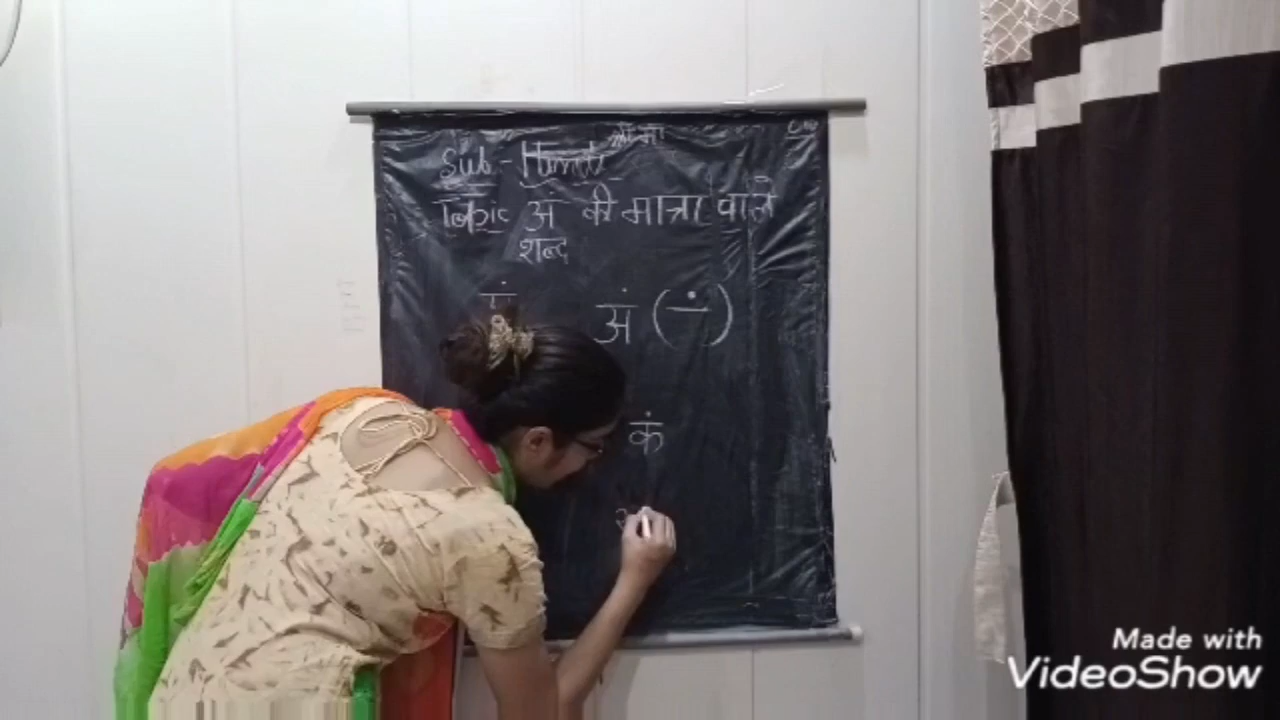 श्री माँ
Sub - Hindi
Topic अं की मात्रा वाले
शब्द
अं (ं)
कं
Made with
VideoShow